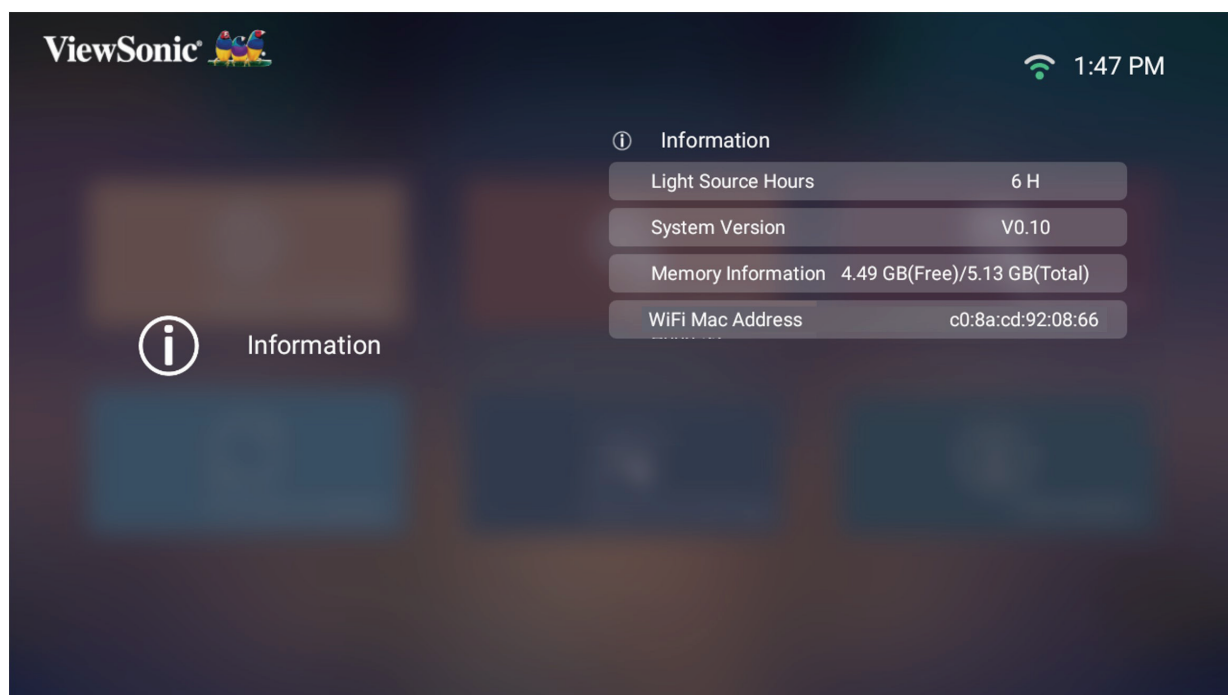 ViewSonic®
1:47 PM
Information
Light Source Hours 6 H
System Version V0.10
Memory Information 4.49 GB(Free)/5.13 GB(Total)
WiFi Mac Address c0:8a:cd:92:08:66
Information